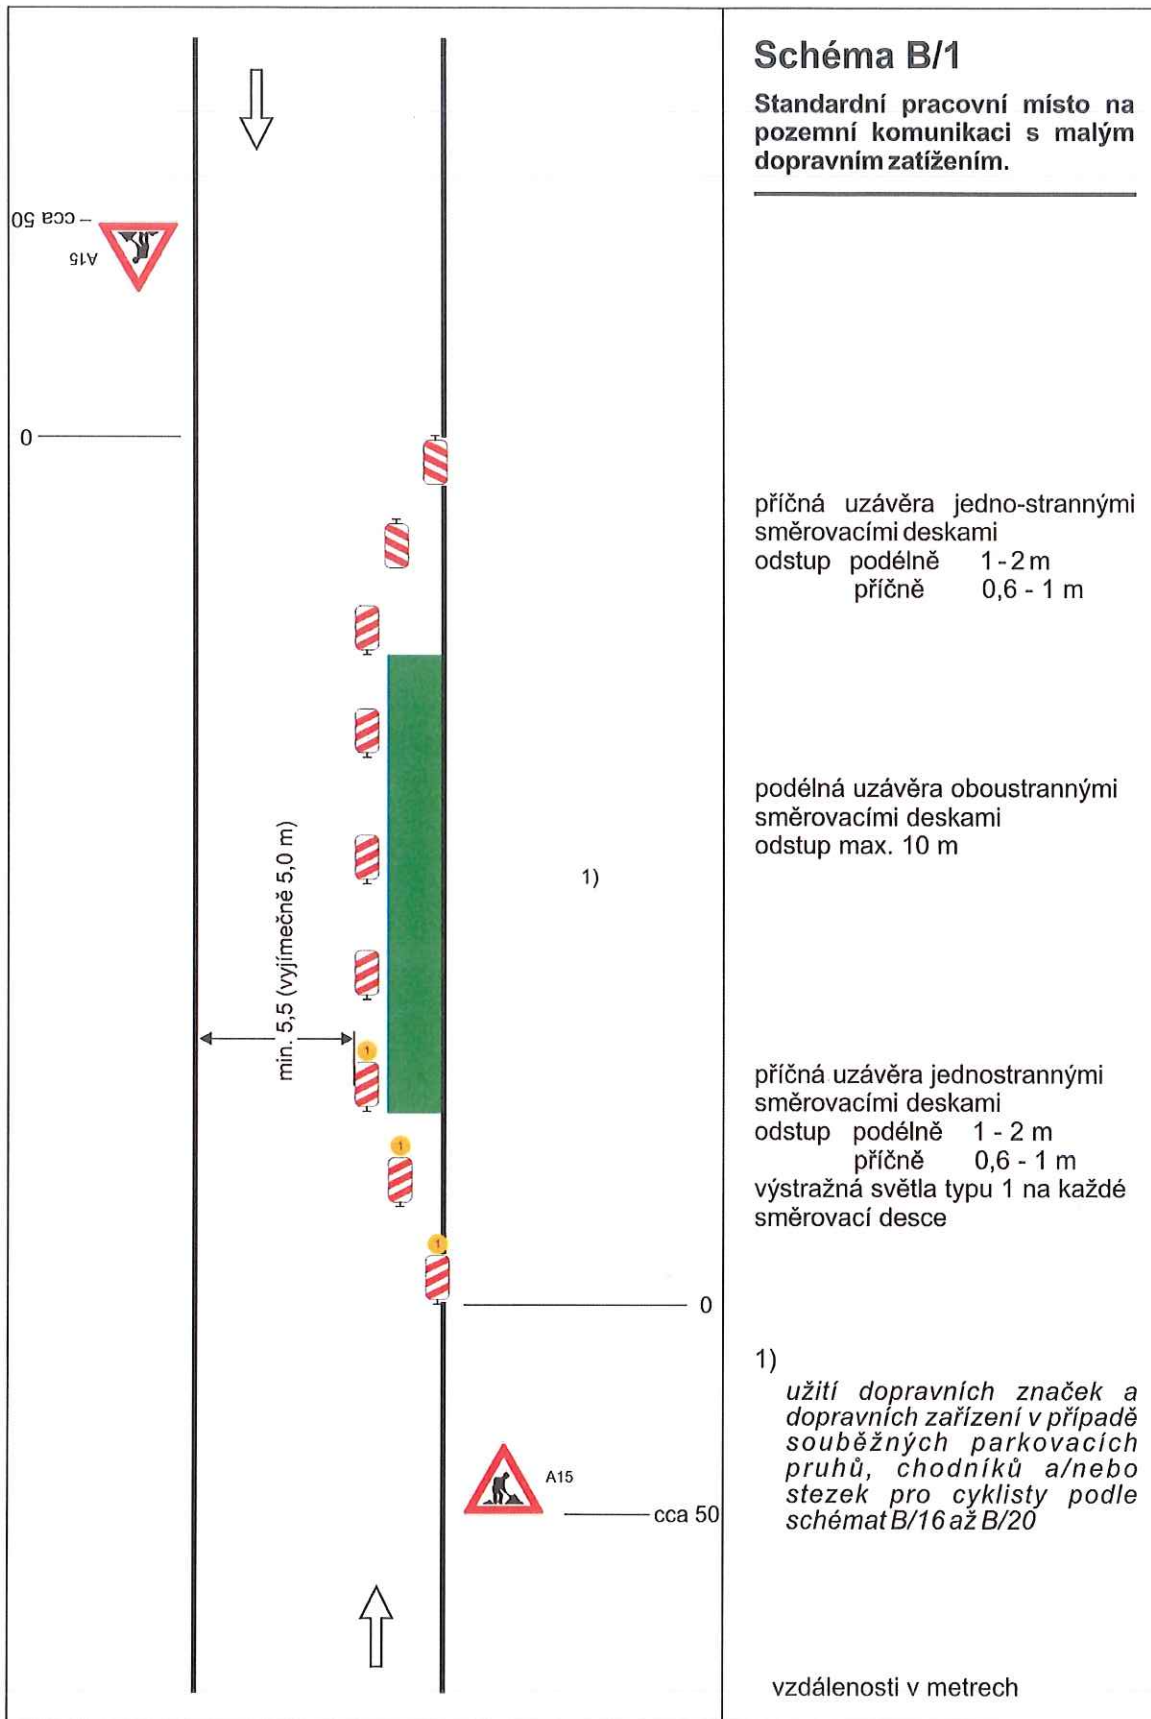 Schéma B/1
Standardní pracovní místo na
pozemní komunikaci s malým
dopravním zatížením.
cca 50
A15
0
příčná uzávěra jedno-strannými
směrovacími deskami
odstup podélně 1-2 m
příčně 0,6 - 1 m
podélná uzávěra oboustrannými
směrovacími deskami
odstup max. 10 m
min. 5,5 (vyjímečně 5,0 m)
1)
1
1
1
příčná uzávěra jednostrannými
směrovacími deskami
odstup podélně 1 - 2 m
příčně 0,6 - 1 m
výstražná světla typu 1 na každé
směrovací desce
0
A15
cca 50
1)
užití dopravních značek a
dopravních zařízení v případě
souběžných parkovacích
pruhů, chodníků a/nebo
stezek pro cyklisty podle
schémat B/16 až B/20
vzdálenosti v metrech